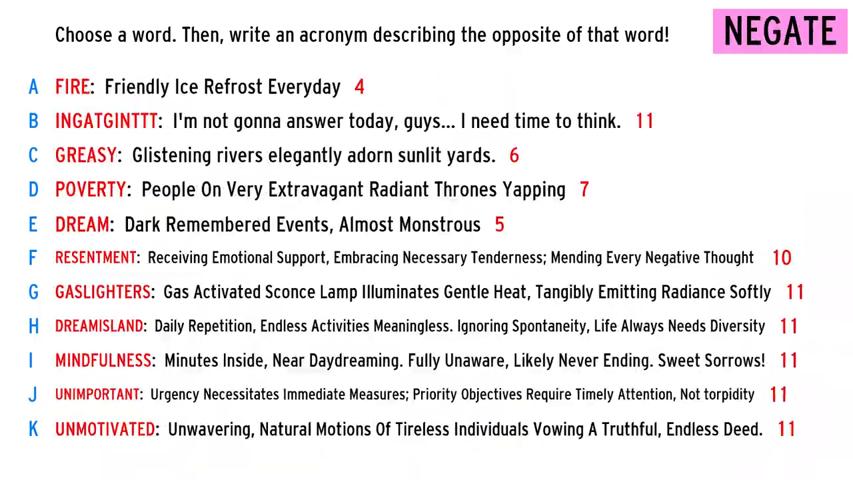 Choose a word. Then, write an acronym describing the opposite of that word!
NEGATE
A FIRE: Friendly Ice Refrost Everyday 4
B INGATGINTTT: I'm not gonna answer today, guys... I need time to think. 11
C GREASY: Glistening rivers elegantly adorn sunlit yards. 6
D POVERTY: People On Very Extravagant Radiant Thrones Yapping 7
E DREAM: Dark Remembered Events, Almost Monstrous 5
F RESENTMENT: Receiving Emotional Support, Embracing Necessary Tenderness; Mending Every Negative Thought 10
G GASLIGHTERS: Gas Activated Sconce Lamp Illuminates Gentle Heat, Tangibly Emitting Radiance Softly 11
H DREAMISLAND: Daily Repetition, Endless Activities Meaningless. Ignoring Spontaneity, Life Always Needs Diversity 11
I MINDFULNESS: Minutes Inside, Near Daydreaming. Fully Unaware, Likely Never Ending. Sweet Sorrows! 11
J UNIMPORTANT: Urgency Necessitates Immediate Measures; Priority Objectives Require Timely Attention, Not torpidity 11
K UNMOTIVATED: Unwavering, Natural Motions Of Tireless Individuals Vowing A Truthful, Endless Deed. 11